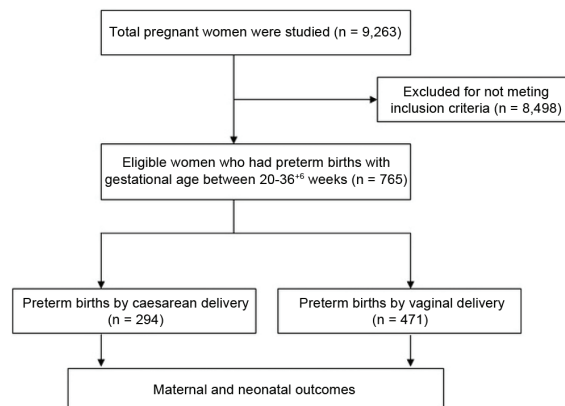 Total pregnant women were studied (n = 9,263)
Excluded for not meting
inclusion criteria (n = 8,498)
Eligible women who had preterm births with
gestational age between 20-36⁺⁶ weeks (n = 765)
Preterm births by caesarean delivery
(n = 294)
Preterm births by vaginal delivery
(n = 471)
Maternal and neonatal outcomes